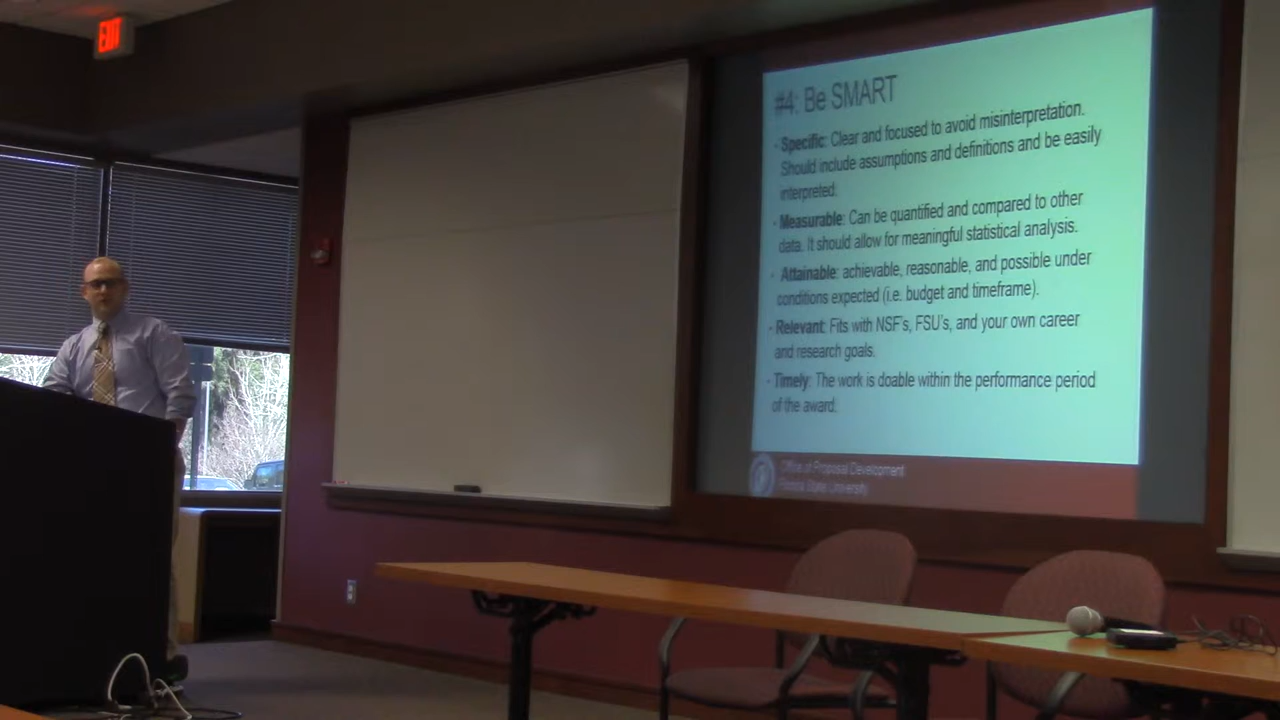 EXIT
#4: Be SMART
· Specific: Clear and focused to avoid misinterpretation.
Should include assumptions and definitions and be easily
interpreted.
· Measurable: Can be quantified and compared to other
data. It should allow for meaningful statistical analysis.
· Attainable: achievable, reasonable, and possible under
conditions expected (i.e. budget and timeframe).
· Relevant: Fits with NSF's, FSU's, and your own career
and research goals.
· Timely: The work is doable within the performance period
of the award.
Office of Proposal Development
Florida State University